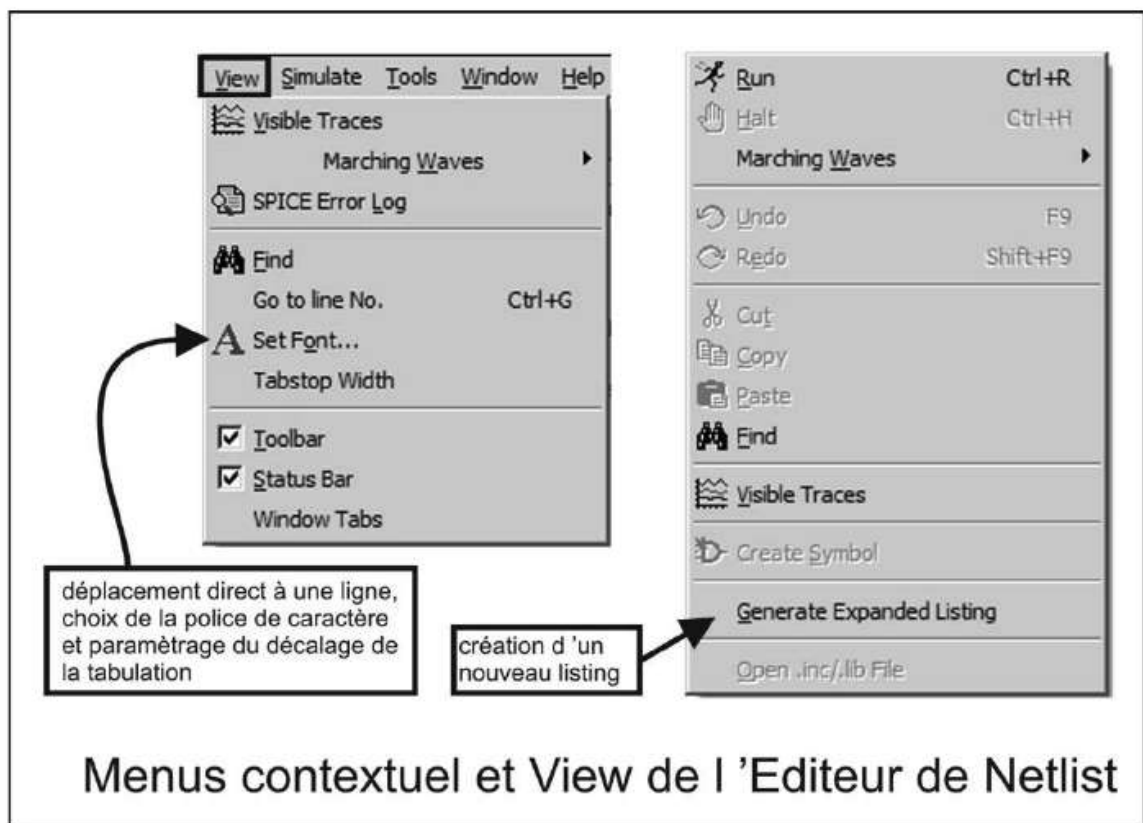 View Simulate Tools Window Help
Visible Traces
Marching Waves
SPICE Error Log
Find
Go to line No. Ctrl+G
Set Font...
Tabstop Width
Toolbar
Status Bar
Window Tabs
déplacement direct à une ligne,
choix de la police de caractère
et paramètrage du décalage de
la tabulation
Run Ctrl+R
Halt Ctrl+H
Marching Waves
Undo F9
Redo Shift+F9
Cut
Copy
Paste
Find
Visible Traces
Create Symbol
Generate Expanded Listing
Open .inc/.lib File
création d 'un
nouveau listing
Menus contextuel et View de l 'Editeur de Netlist